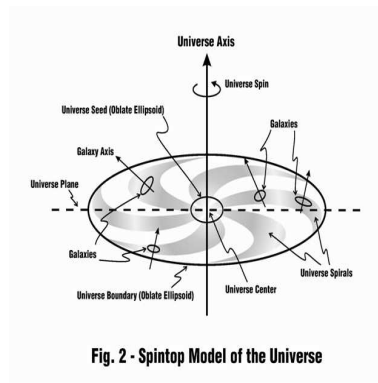 Universe Axis
Universe Spin
Universe Seed (Oblate Ellipsoid)
Galaxies
Galaxy Axis
Universe Plane
Galaxies
Universe Spirals
Universe Center
Universe Boundary (Oblate Ellipsoid)
Fig. 2 - Spintop Model of the Universe